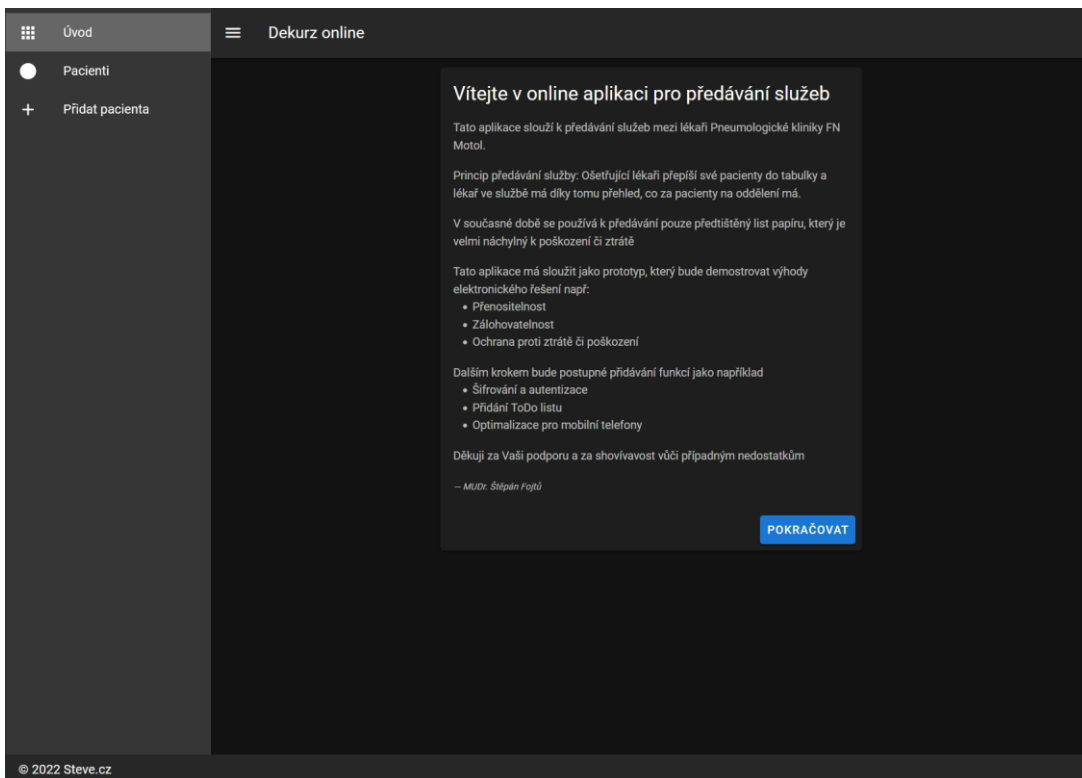 Úvod
Pacienti
Přidat pacienta
Dekurz online
Vítejte v online aplikaci pro předávání služeb
Tato aplikace slouží k předávání služeb mezi lékaři Pneumologické kliniky FN
Motol.
Princip předávání služby: Ošetřující lékaři přepíší své pacienty do tabulky a
lékař ve službě má díky tomu přehled, co za pacienty na oddělení má.
V současné době se používá k předávání pouze předtištěný list papíru, který je
velmi náchylný k poškození či ztrátě
Tato aplikace má sloužit jako prototyp, který bude demostrovat výhody
elektronického řešení např:
• Přenositelnost
• Zálohovatelnost
• Ochrana proti ztrátě či poškození
Dalším krokem bude postupné přidávání funkcí jako například
• Šifrování a autentizace
• Přidání ToDo listu
• Optimalizace pro mobilní telefony
Děkuji za Vaši podporu a za shovívavost vůči případným nedostatkům
— MUDr. Štěpán Fojtů
POKRAČOVAT
© 2022 Steve.cz